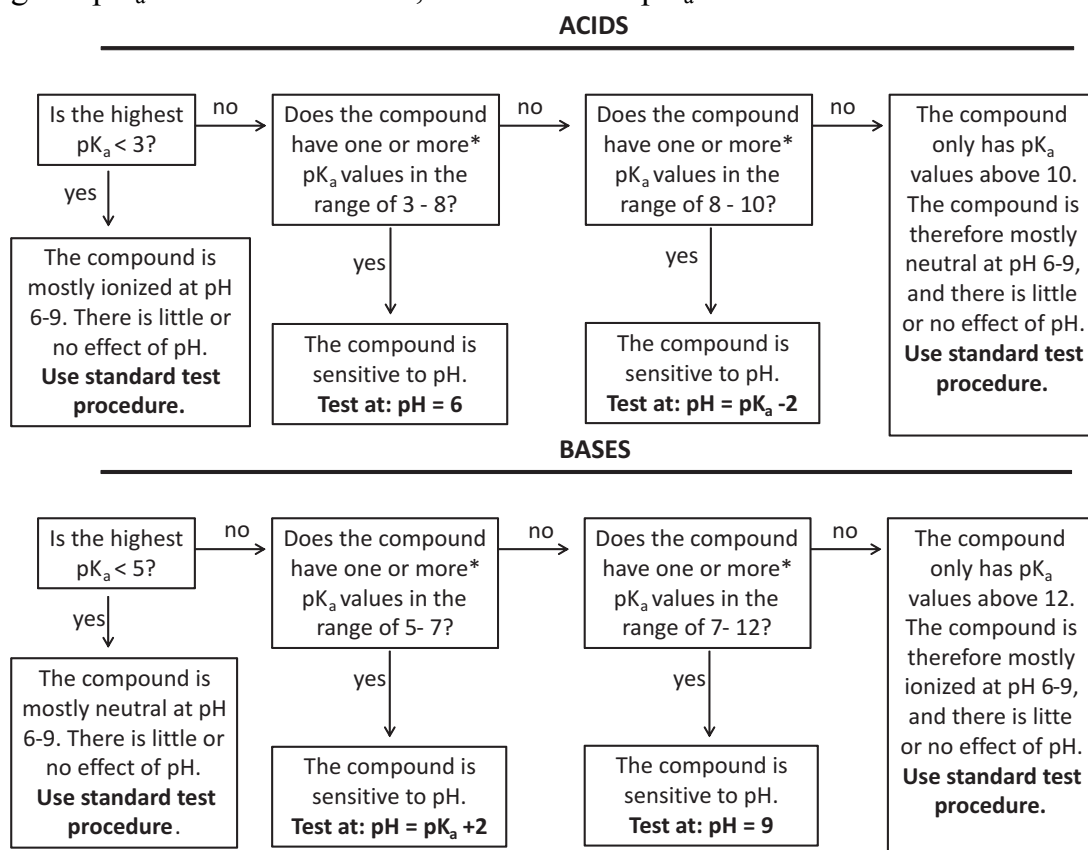 ACIDS
Is the highest
pKa < 3?
no
Does the compound
have one or more*
pKa values in the
range of 3 - 8?
no
Does the compound
have one or more*
pKa values in the
range of 8 - 10?
no
The compound
only has pKa
values above 10.
The compound is
therefore mostly
neutral at pH 6-9,
and there is little
or no effect of pH.
Use standard test
procedure.
yes
The compound is
mostly ionized at pH
6-9. There is little or
no effect of pH.
Use standard test
procedure.
yes
The compound is
sensitive to pH.
Test at: pH = 6
yes
The compound is
sensitive to pH.
Test at: pH = pKa -2
BASES
Is the highest
pKa < 5?
no
Does the compound
have one or more*
pKa values in the
range of 5- 7?
no
Does the compound
have one or more*
pKa values in the
range of 7- 12?
no
The compound
only has pKa
values above 12.
The compound is
therefore mostly
ionized at pH 6-9,
and there is litte
or no effect of pH.
Use standard test
procedure.
yes
The compound is
mostly neutral at pH
6-9. There is little or
no effect of pH.
Use standard test
procedure.
yes
The compound is
sensitive to pH.
Test at: pH = pKa +2
yes
The compound is
sensitive to pH.
Test at: pH = 9